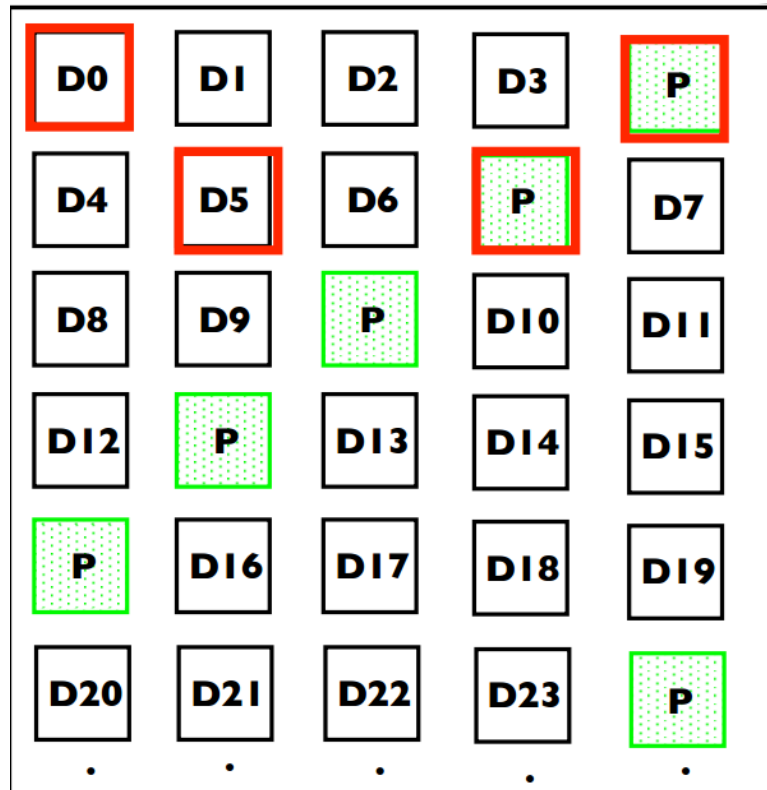 D0 D1 D2 D3 P
D4 D5 D6 P D7
D8 D9 P D10 D11
D12 P D13 D14 D15
P D16 D17 D18 D19
D20 D21 D22 D23 P
. . . . .